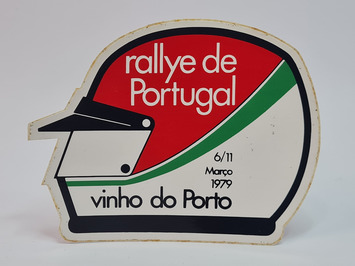 rallye de
Portugal
6/11
Março
1979
vinho do Porto